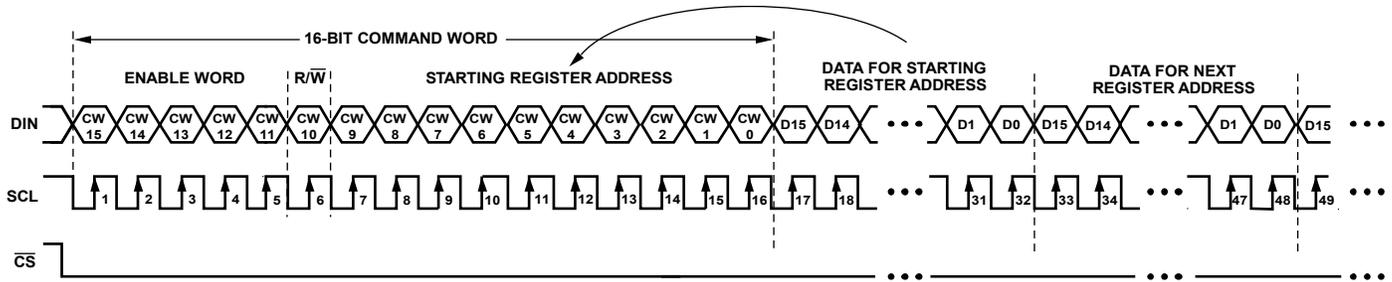 16-BIT COMMAND WORD
ENABLE WORD R/W̅ STARTING REGISTER ADDRESS DATA FOR STARTING REGISTER ADDRESS DATA FOR NEXT REGISTER ADDRESS
DIN CW 15 CW 14 CW 13 CW 12 CW 11 CW 10 CW 9 CW 8 CW 7 CW 6 CW 5 CW 4 CW 3 CW 2 CW 1 CW 0 D15 D14 D1 D0 D15 D14 D1 D0 D15
SCL 1 2 3 4 5 6 7 8 9 10 11 12 13 14 15 16 17 18 31 32 33 34 47 48 49
C̅S̅